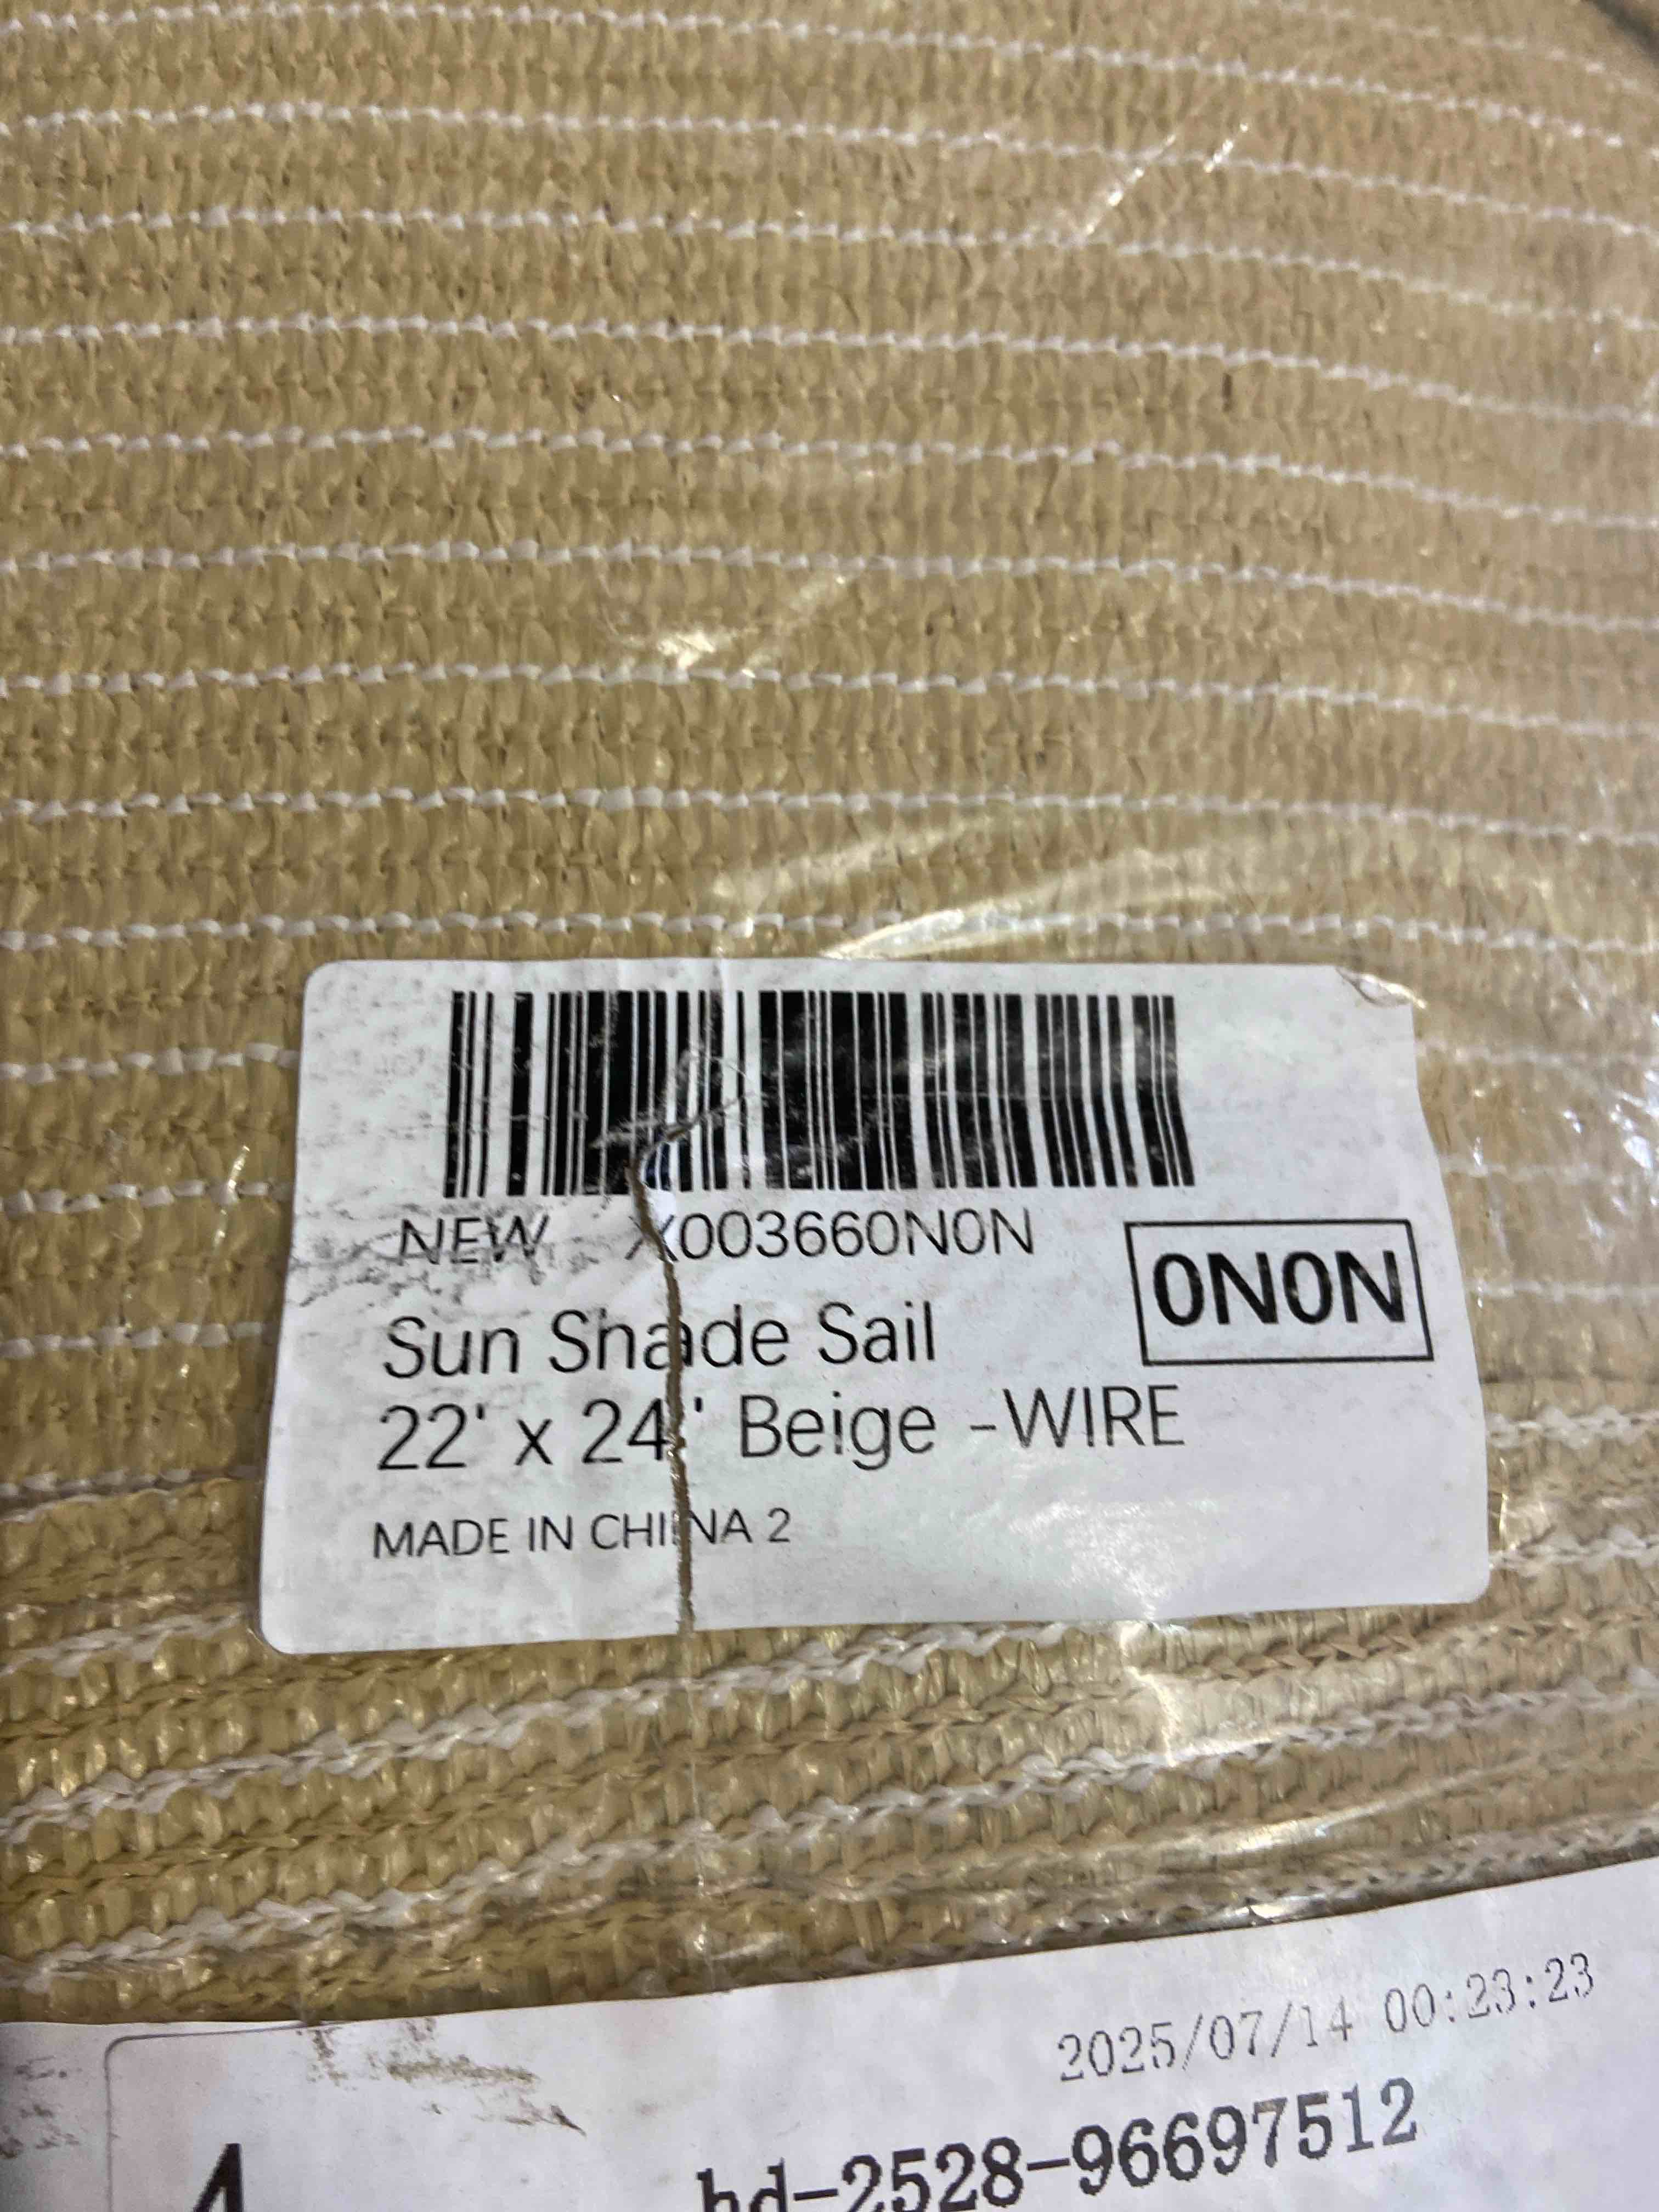 NEW X003660N0N
0N0N
Sun Shade Sail
22' x 24' Beige -WIRE
MADE IN CHINA 2
2025/07/14 00:23:23
hd-2528-96697512